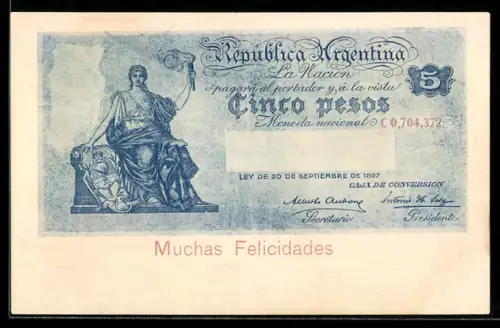 República Argentina
La Nación
pagará al portador y á la vista
5
Cinco pesos
Moneda nacional
C 0,704,372
LEY DE 20 DE SEPTIEMBRE DE 1897
CAJA DE CONVERSION
Secretario
Presidente
Muchas Felicidades